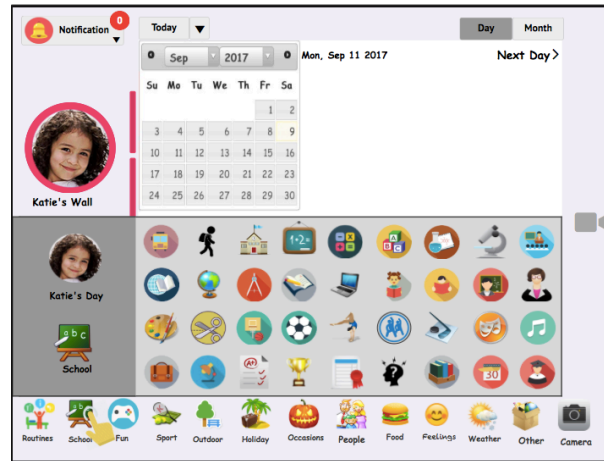 Notification
0
Today
Day
Month
Sep
2017
Mon, Sep 11 2017
Next Day
Su Mo Tu We Th Fr Sa
1 2
3 4 5 6 7 8 9
10 11 12 13 14 15 16
17 18 19 20 21 22 23
24 25 26 27 28 29 30
Katie's Wall
Katie's Day
a b c
School
1+2=
A B C
A+
30
Routines School Fun Sport Outdoor Holiday Occasions People Food Feelings Weather Other Camera